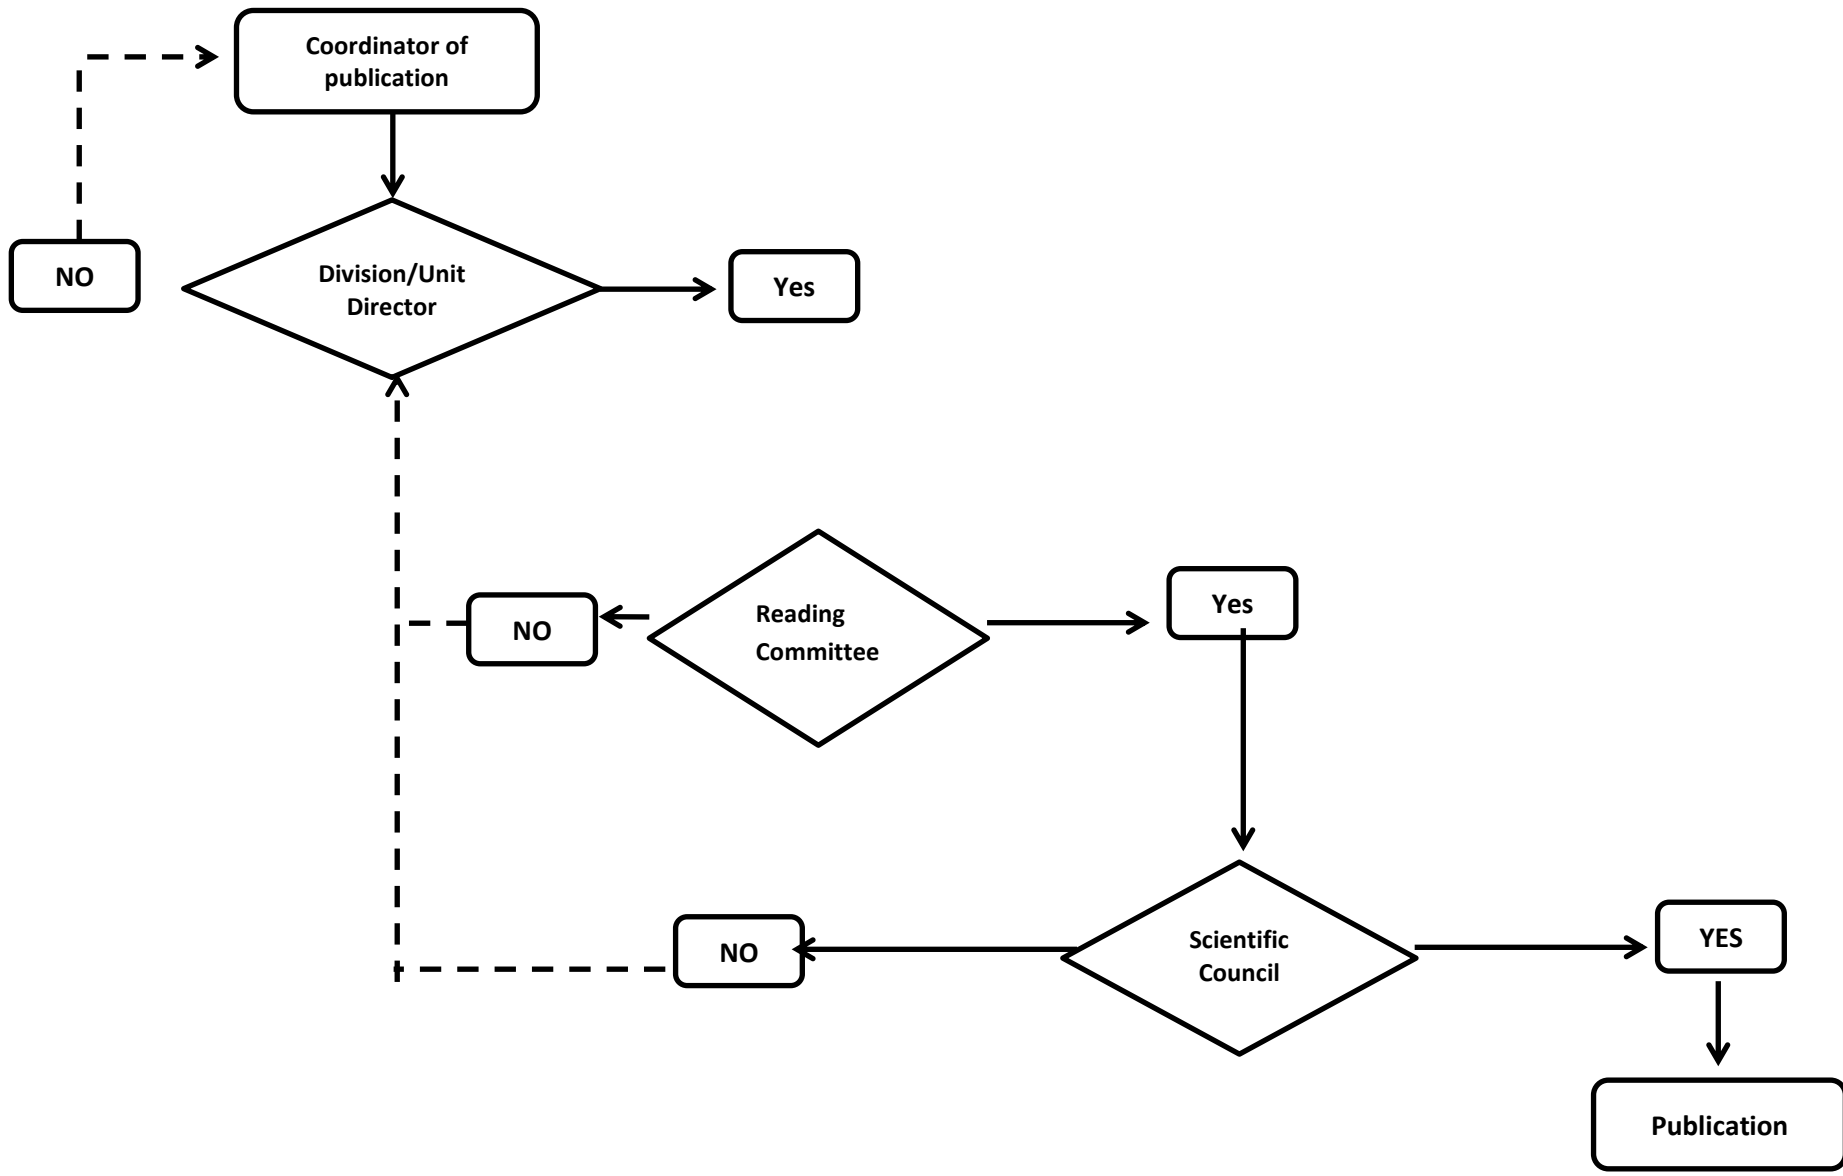 Coordinator of
publication
NO
Division/Unit
Director
Yes
NO
Reading
Committee
Yes
NO
Scientific
Council
YES
Publication